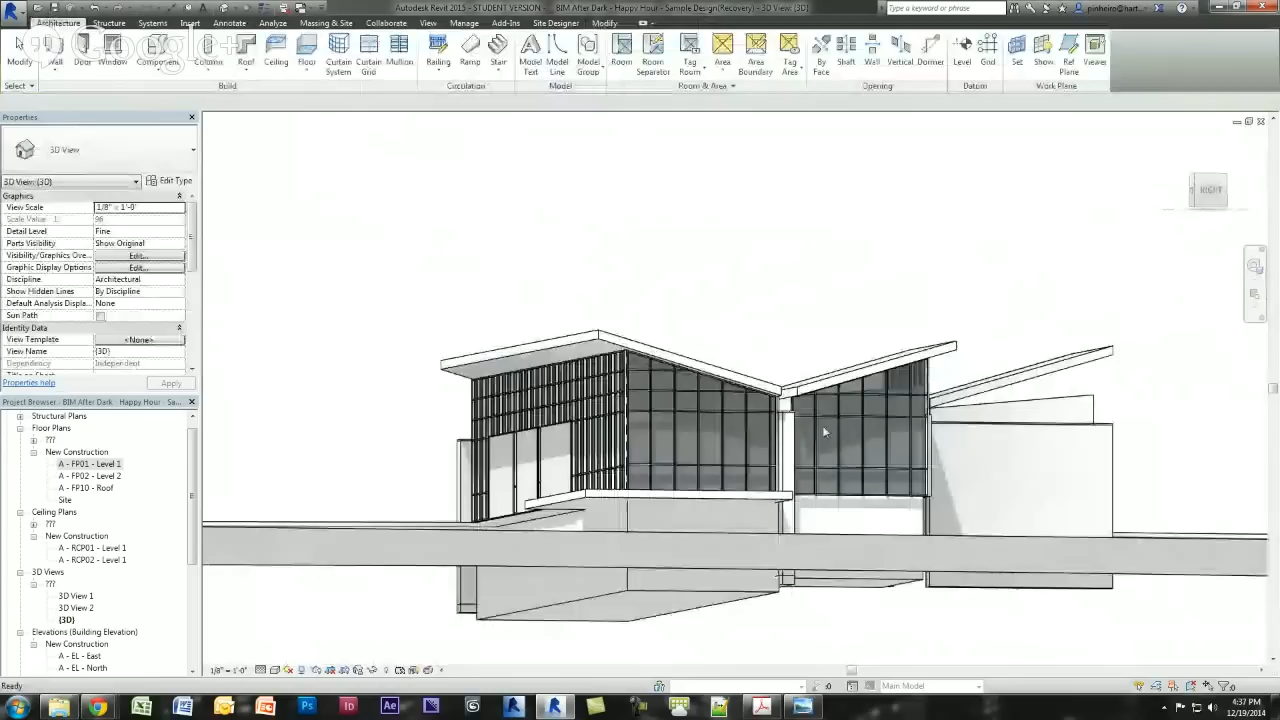 Autodesk Revit 2015 - STUDENT VERSION - BIM After Dark - Happy Hour - Sample Design(Recovery) - 3D View: {3D}
Type a keyword or phrase
pinheiro@harf...
Architecture Structure Systems Insert Annotate Analyze Massing & Site Collaborate View Manage Add-Ins Site Designer Modify
Google+
Modify Wall Door Window Component Column Roof Ceiling Floor Curtain System Curtain Grid Mullion Railing Ramp Stair Model Text Model Line Model Group Room Room Separator Tag Room Area Area Boundary Tag Area By Face Shaft Wall Vertical Dormer Level Grid Set Show Ref Plane Viewer
Select Build Circulation Model Room & Area Opening Datum Work Plane
Properties
3D View
3D View: {3D} Edit Type
Graphics
View Scale 1/8" = 1'-0"
Scale Value 1: 96
Detail Level Fine
Parts Visibility Show Original
Visibility/Graphics Ove... Edit...
Graphic Display Options Edit...
Discipline Architectural
Show Hidden Lines By Discipline
Default Analysis Displa... None
Sun Path
Identity Data
View Template <None>
View Name {3D}
Dependency Independent
Properties help Apply
Project Browser - BIM After Dark - Happy Hour - Sa...
Structural Plans
Floor Plans
???
New Construction
A - FP01 - Level 1
A - FP02 - Level 2
A - FP10 - Roof
Site
Ceiling Plans
???
New Construction
A - RCP01 - Level 1
A - RCP02 - Level 1
3D Views
???
3D View 1
3D View 2
{3D}
Elevations (Building Elevation)
New Construction
A - EL - East
A - EL - North
RIGHT
1/8" = 1'-0"
Ready
:0
Main Model
:0
Ps Id Ae
4:37 PM
12/19/2014